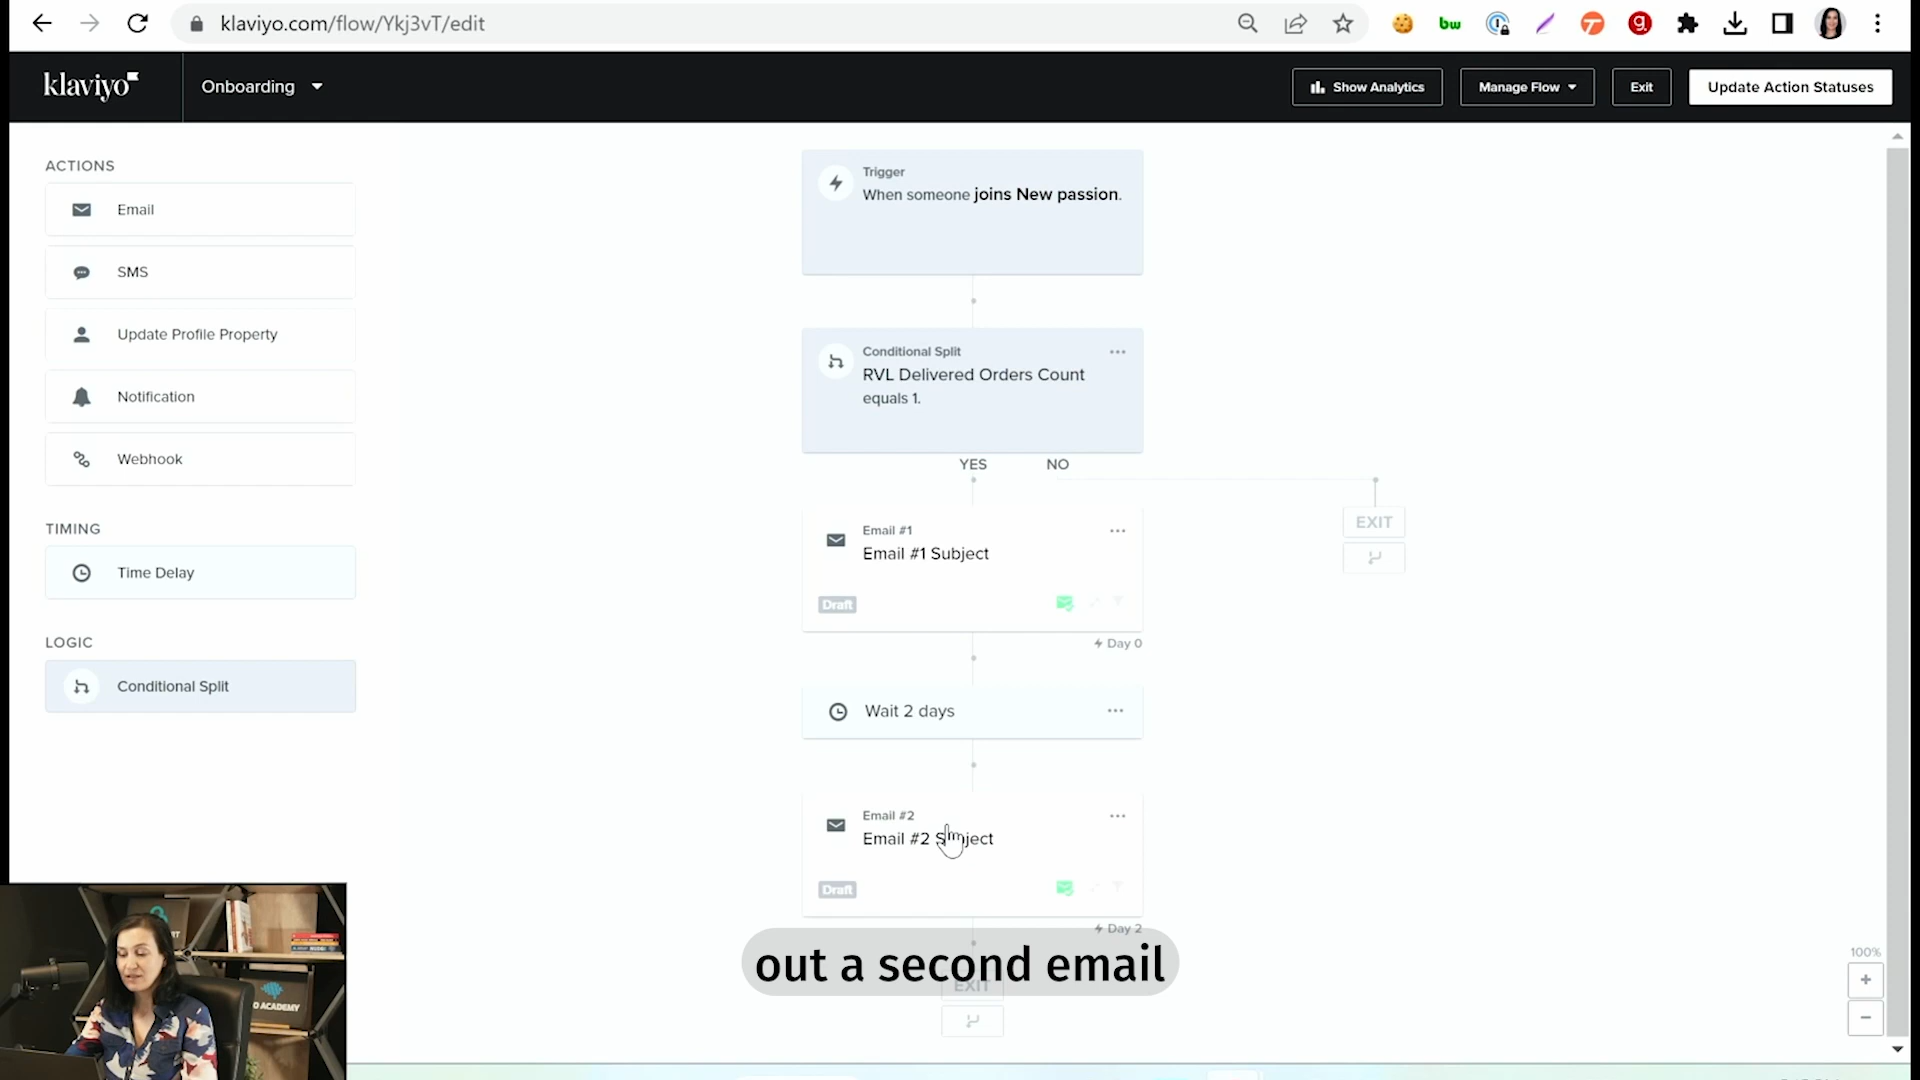 klaviyo.com/flow/Ykj3vT/edit
bw
g
klaviyo
Onboarding
Show Analytics
Manage Flow
Exit
Update Action Statuses
ACTIONS
Email
SMS
Update Profile Property
Notification
Webhook
TIMING
Time Delay
LOGIC
Conditional Split
Trigger
When someone joins New passion.
Conditional Split
RVL Delivered Orders Count
equals 1.
YES
NO
EXIT
Email #1
Email #1 Subject
Draft
Day 0
Wait 2 days
Email #2
Email #2 Subject
Draft
Day 2
out a second email
EXIT
100%
O ACADEMY